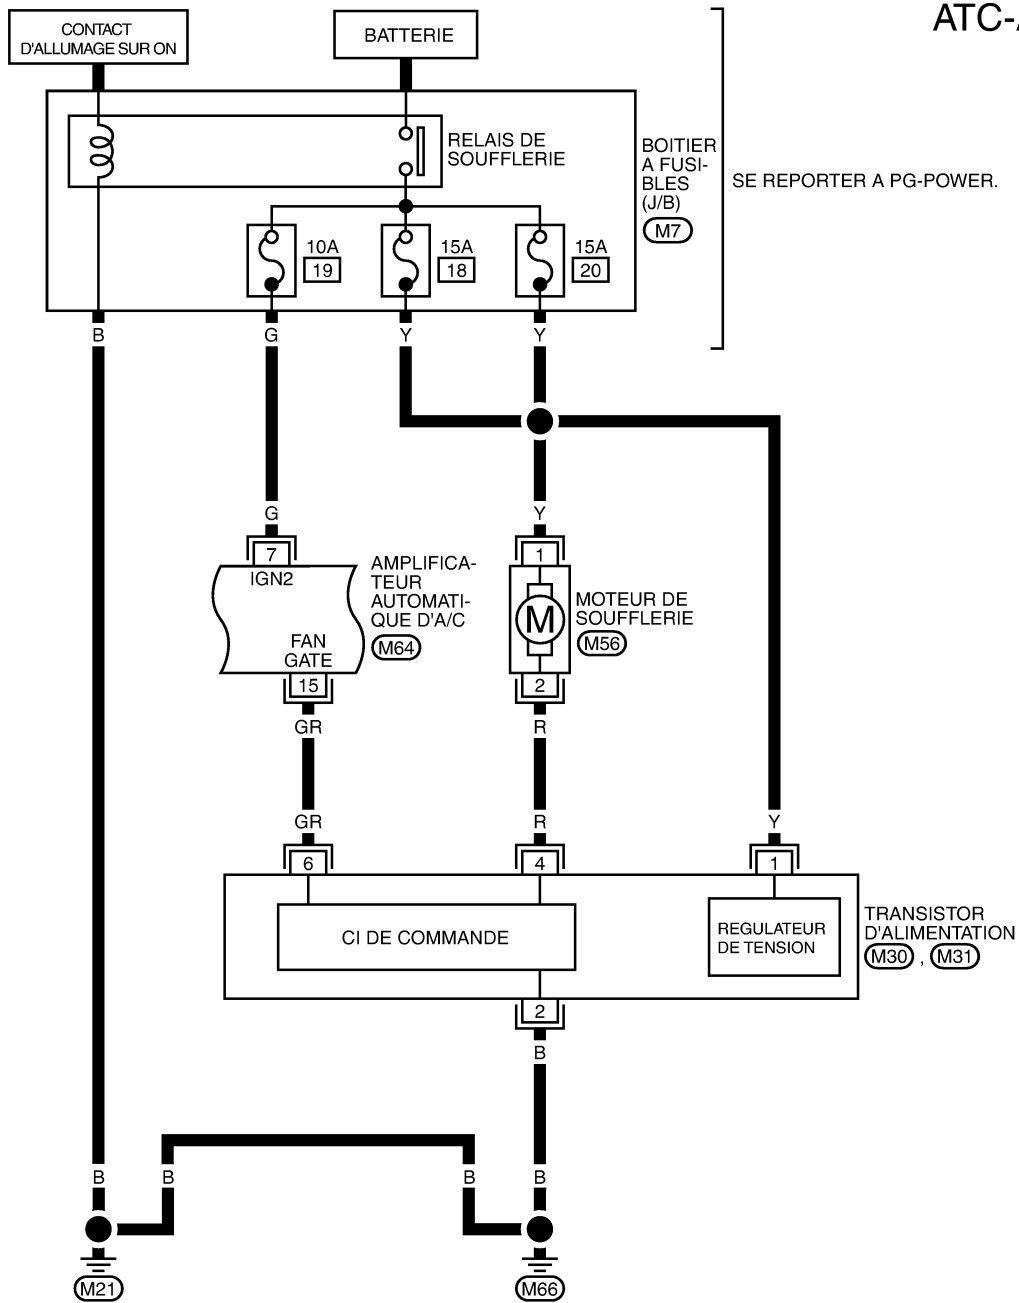 ATC-A
CONTACT
D'ALLUMAGE SUR ON
BATTERIE
RELAIS DE
SOUFFLERIE
BOITIER
A FUSI-
BLES
(J/B)
M7
SE REPORTER A PG-POWER.
10A
19
15A
18
15A
20
B
G
Y
Y
G
Y
7
IGN2
AMPLIFICA-
TEUR
AUTOMATI-
QUE D'A/C
M64
FAN
GATE
15
1
M
MOTEUR DE
SOUFFLERIE
M56
2
GR
R
GR
R
Y
6
4
1
CI DE COMMANDE
REGULATEUR
DE TENSION
TRANSISTOR
D'ALIMENTATION
M30 , M31
2
B
B
B
B
B
M21
M66